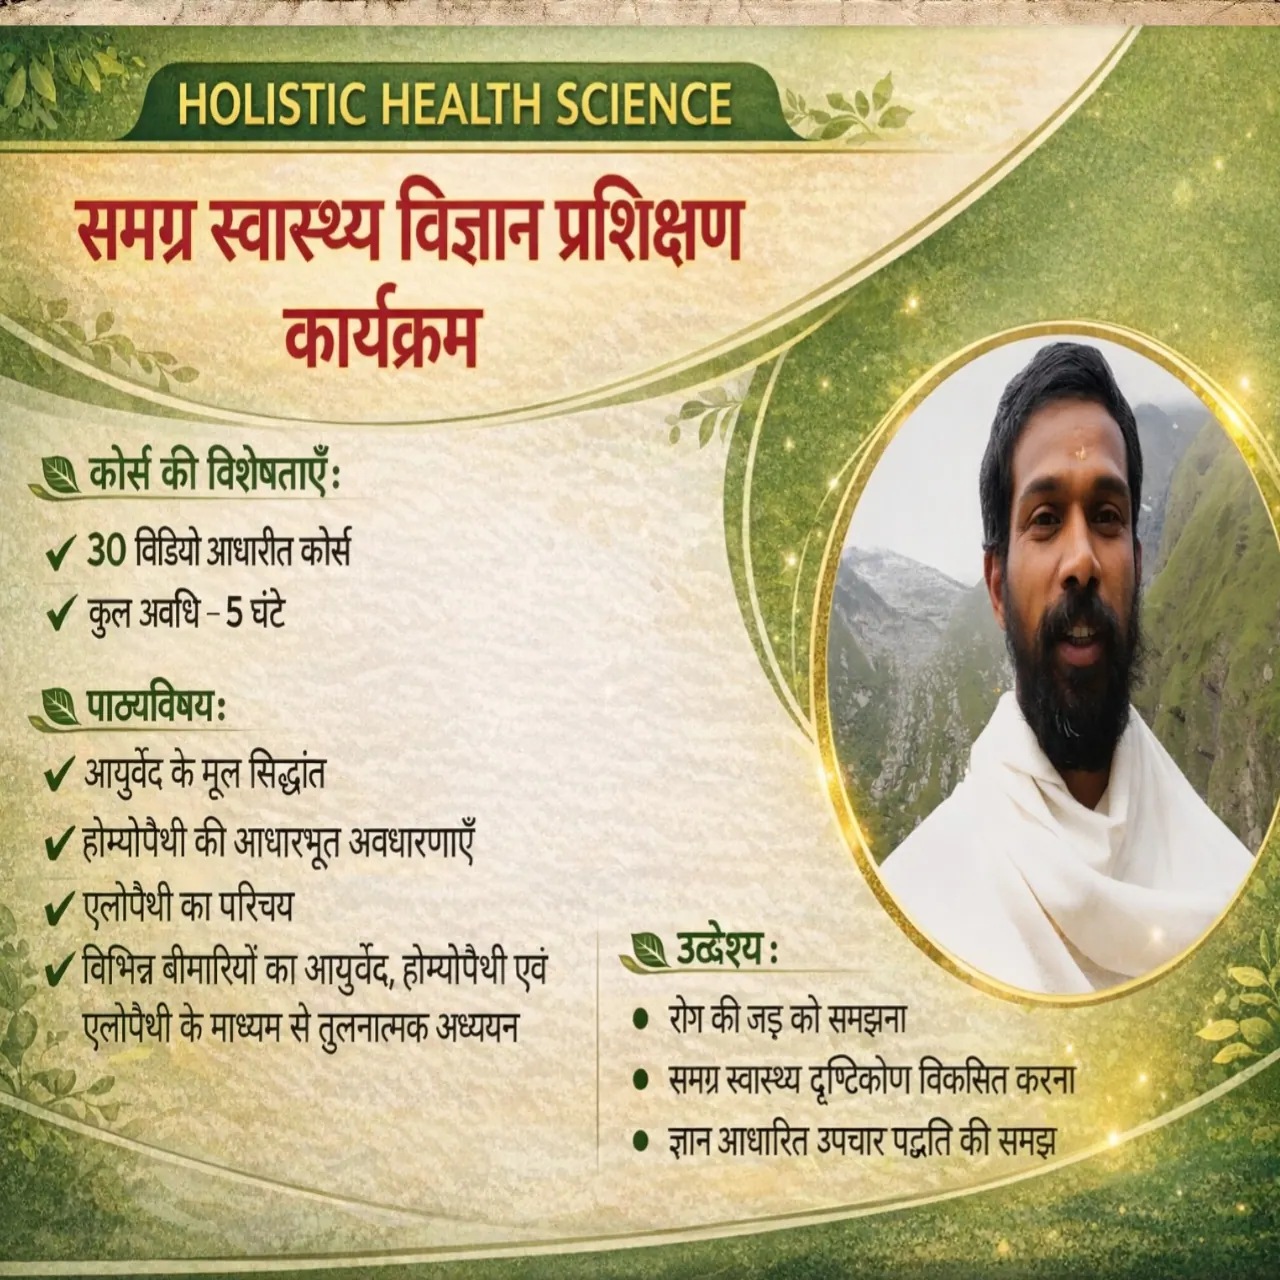 HOLISTIC HEALTH SCIENCE
समग्र स्वास्थ्य विज्ञान प्रशिक्षण
कार्यक्रम
कोर्स की विशेषताएँ:
✔ 30 विडियो आधारीत कोर्स
✔ कुल अवधि – 5 घंटे
पाठ्यविषय:
✔ आयुर्वेद के मूल सिद्धांत
✔ होम्योपैथी की आधारभूत अवधारणाएँ
✔ एलोपैथी का परिचय
✔ विभिन्न बीमारियों का आयुर्वेद, होम्योपैथी एवं
एलोपैथी के माध्यम से तुलनात्मक अध्ययन
उद्देश्य:
• रोग की जड़ को समझना
• समग्र स्वास्थ्य दृष्टिकोण विकसित करना
• ज्ञान आधारित उपचार पद्धति की समझ